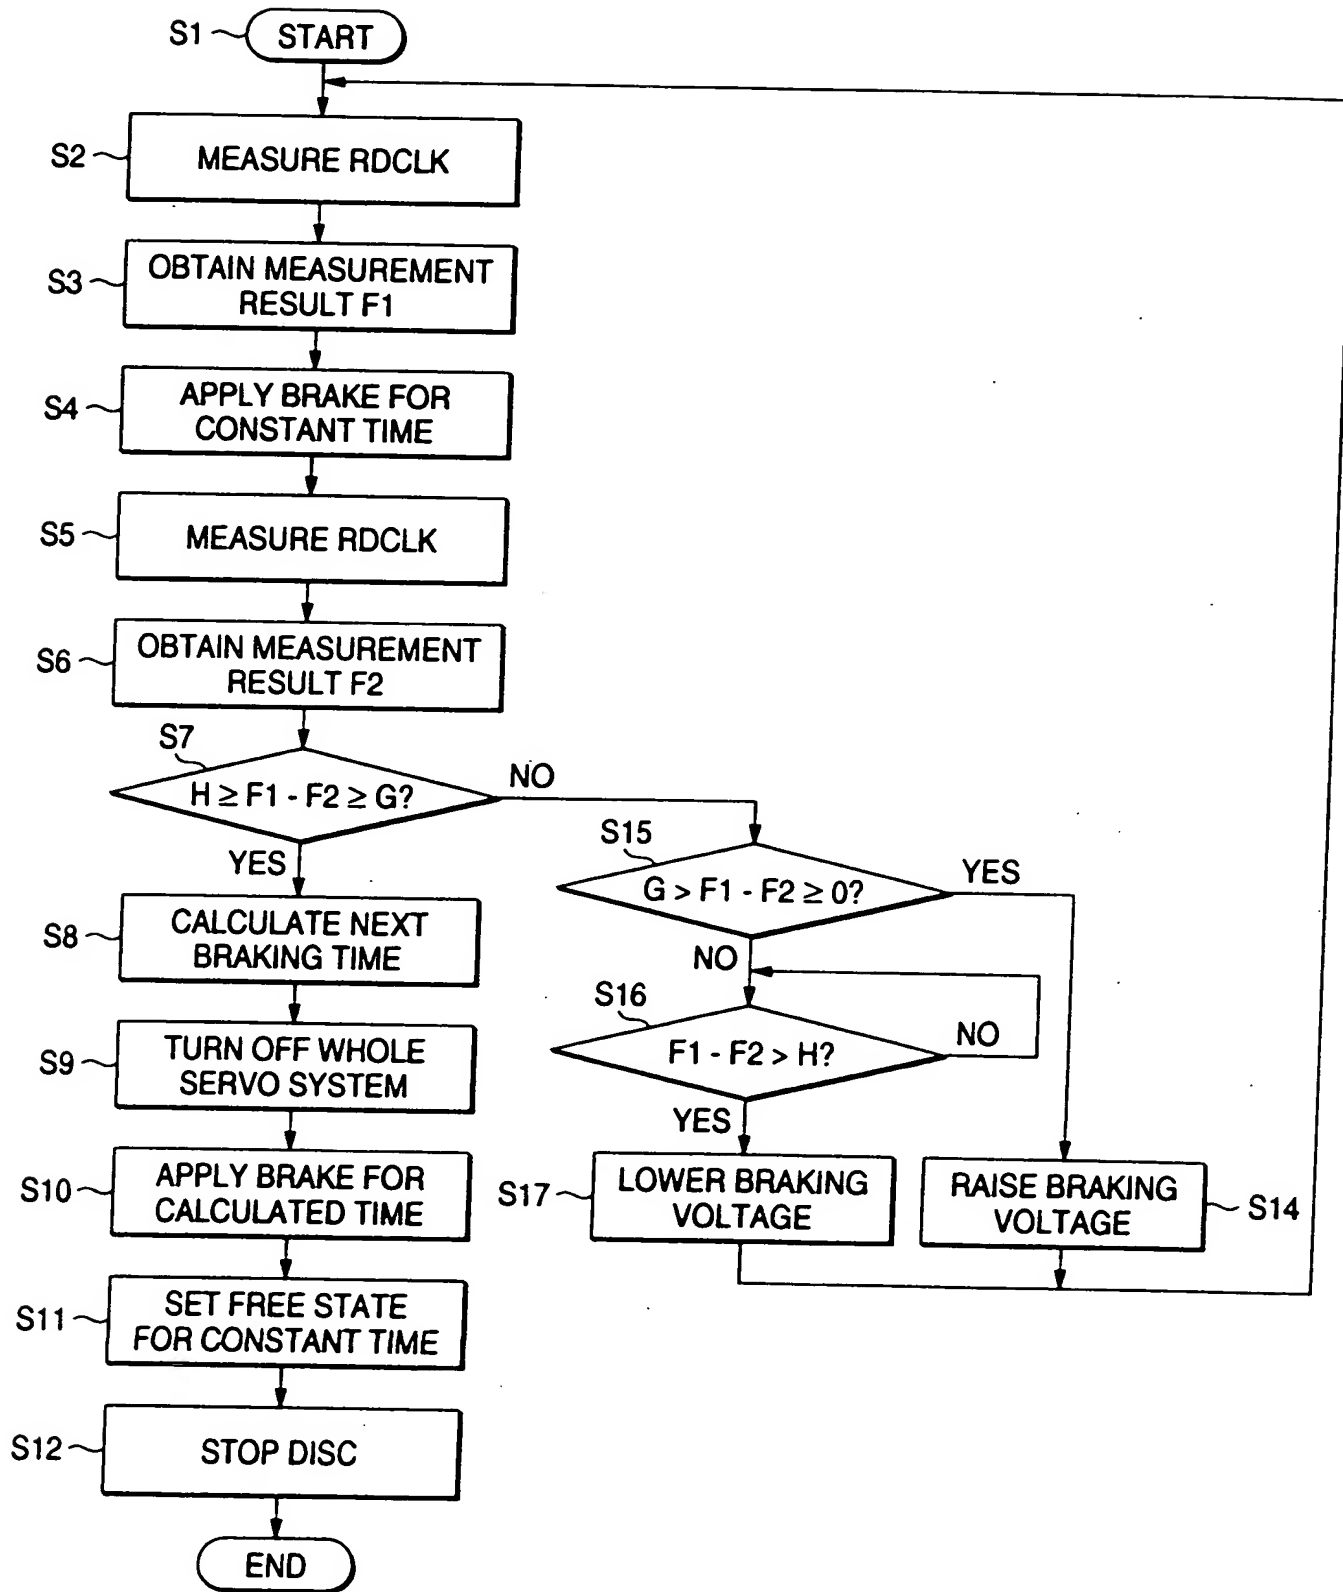 S1
START
S2
MEASURE RDCLK
S3
OBTAIN MEASUREMENT
RESULT F1
S4
APPLY BRAKE FOR
CONSTANT TIME
S5
MEASURE RDCLK
S6
OBTAIN MEASUREMENT
RESULT F2
S7
H ≥ F1 - F2 ≥ G?
NO
YES
S15
G > F1 - F2 ≥ 0?
YES
NO
S8
CALCULATE NEXT
BRAKING TIME
S16
F1 - F2 > H?
NO
YES
S9
TURN OFF WHOLE
SERVO SYSTEM
S10
APPLY BRAKE FOR
CALCULATED TIME
S17
LOWER BRAKING
VOLTAGE
RAISE BRAKING
VOLTAGE
S14
S11
SET FREE STATE
FOR CONSTANT TIME
S12
STOP DISC
END